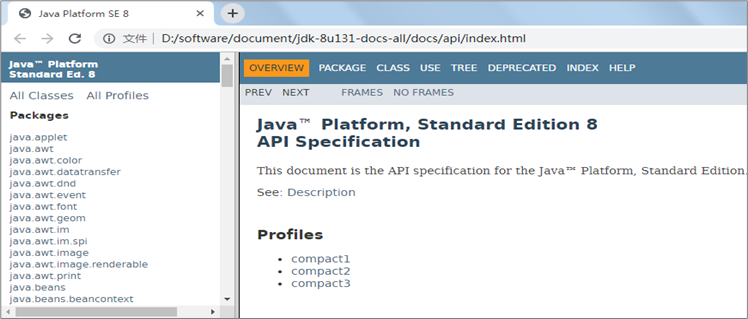 Java Platform SE 8
文件 D:/software/document/jdk-8u131-docs-all/docs/api/index.html
Java™ Platform
Standard Ed. 8
All Classes All Profiles
Packages
java.applet
java.awt
java.awt.color
java.awt.datatransfer
java.awt.dnd
java.awt.event
java.awt.font
java.awt.geom
java.awt.im
java.awt.im.spi
java.awt.image
java.awt.image.renderable
java.awt.print
java.beans
java.beans.beancontext
OVERVIEW PACKAGE CLASS USE TREE DEPRECATED INDEX HELP
PREV NEXT FRAMES NO FRAMES
Java™ Platform, Standard Edition 8
API Specification
This document is the API specification for the Java™ Platform, Standard Edition.
See: Description
Profiles
• compact1
• compact2
• compact3